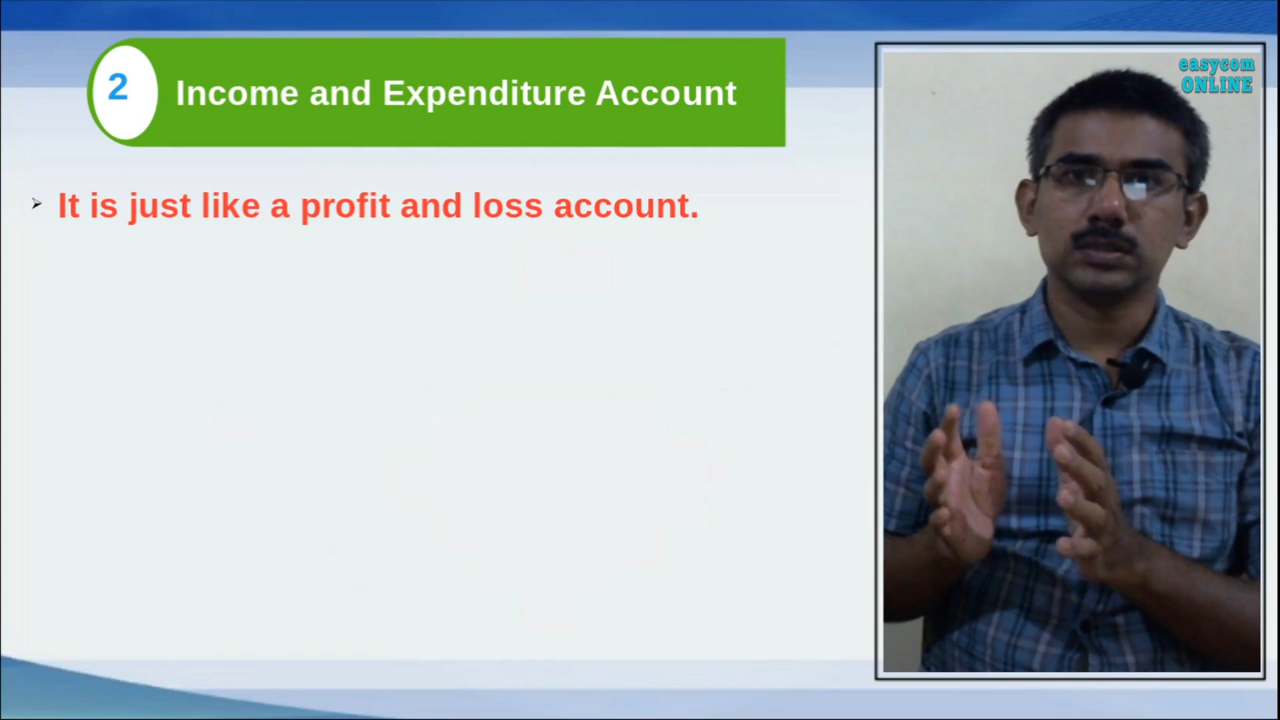 easycom
ONLINE
2
Income and Expenditure Account
It is just like a profit and loss account.